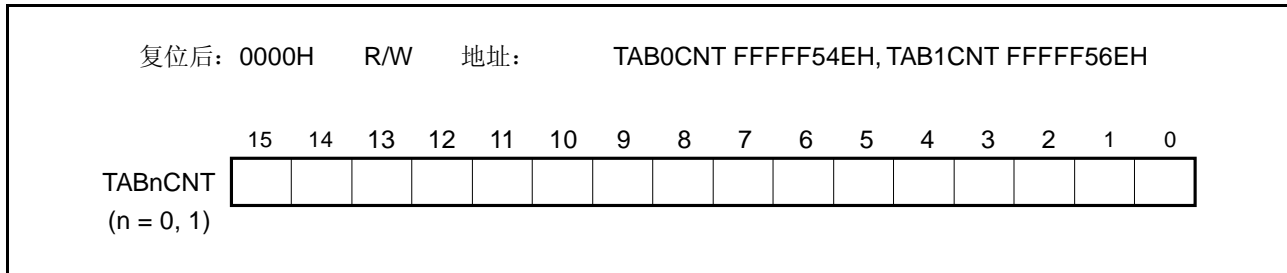 复位后：0000H R/W 地址： TAB0CNT FFFFF54EH, TAB1CNT FFFFF56EH
15 14 13 12 11 10 9 8 7 6 5 4 3 2 1 0
TABnCNT
(n = 0, 1)